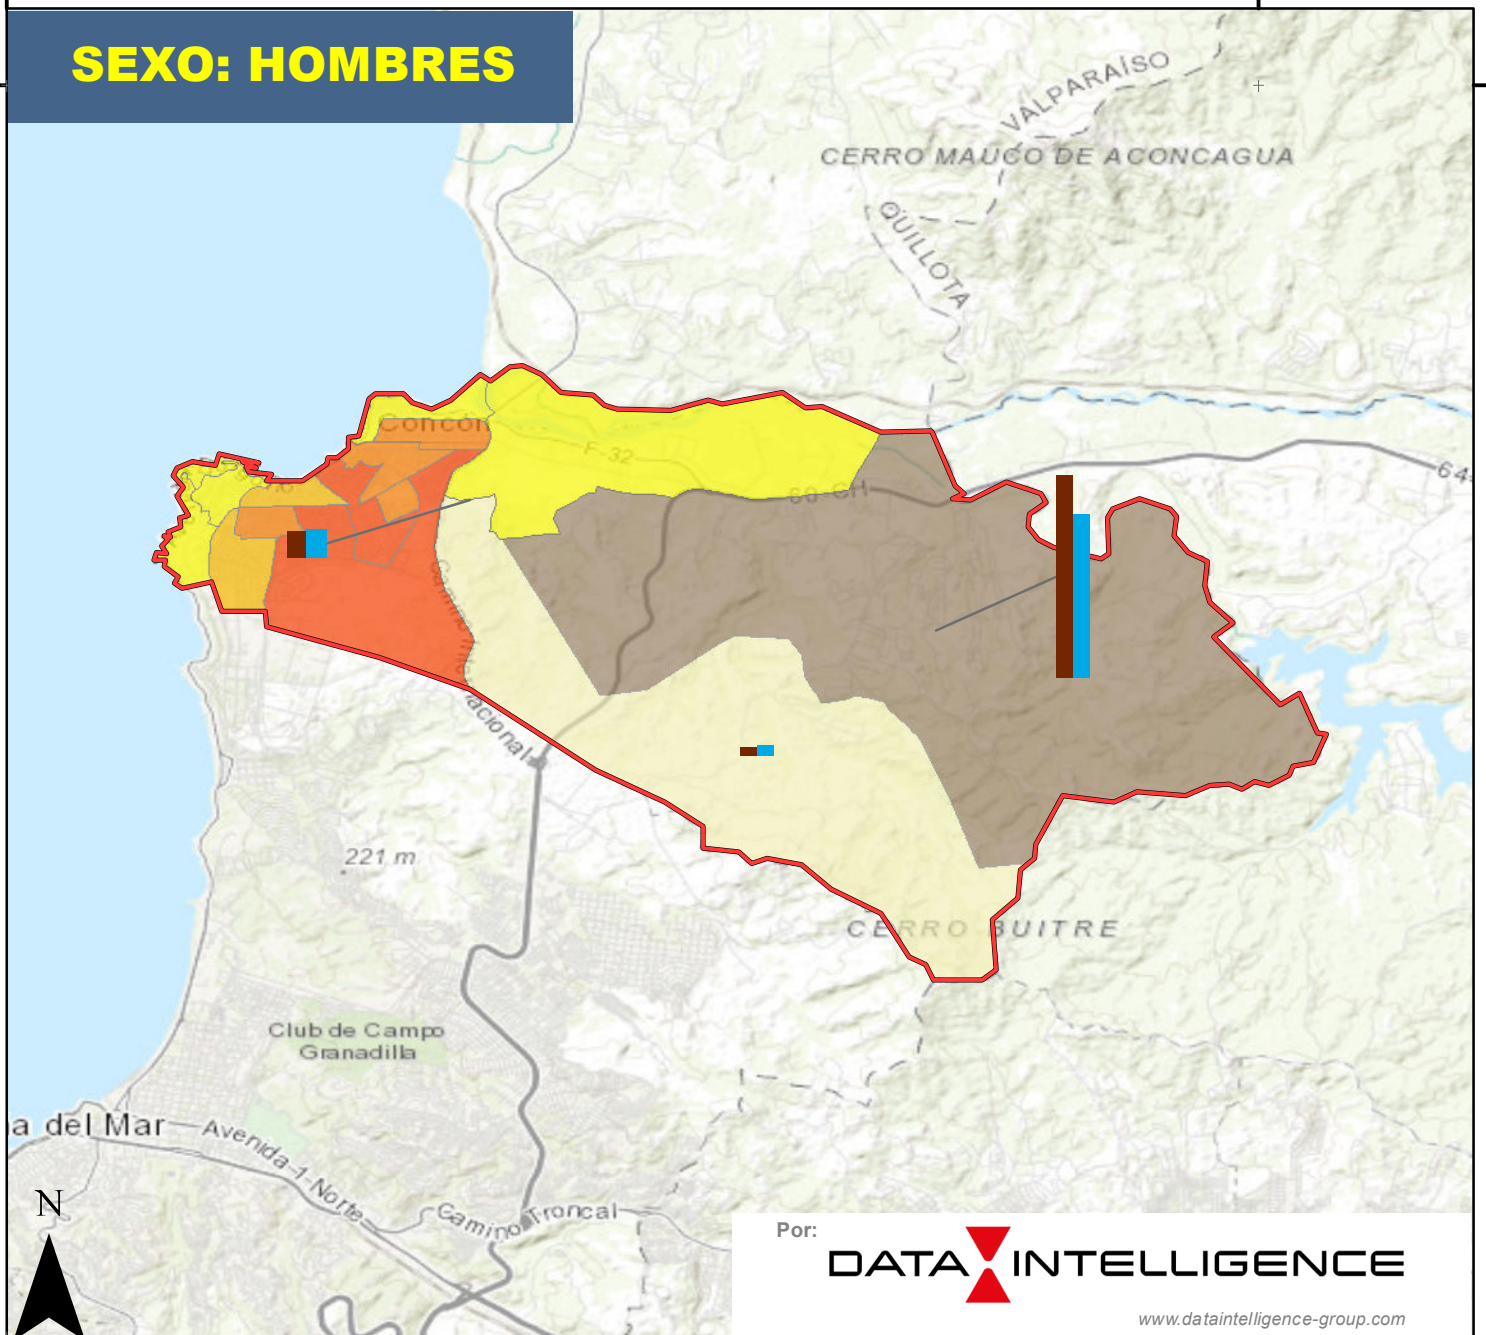 SEXO: HOMBRES
VALPARAÍSO
CERRO MAUCO DE ACONCAGUA
QUILLOTA
Concón
F-32
60-CH
64
acional
221 m
CERRO BUITRE
Club de Campo
Granadilla
a del Mar
Avenida-1-Norte
Camino Troncal
N
Por:
DATA INTELLIGENCE
www.dataintelligence-group.com